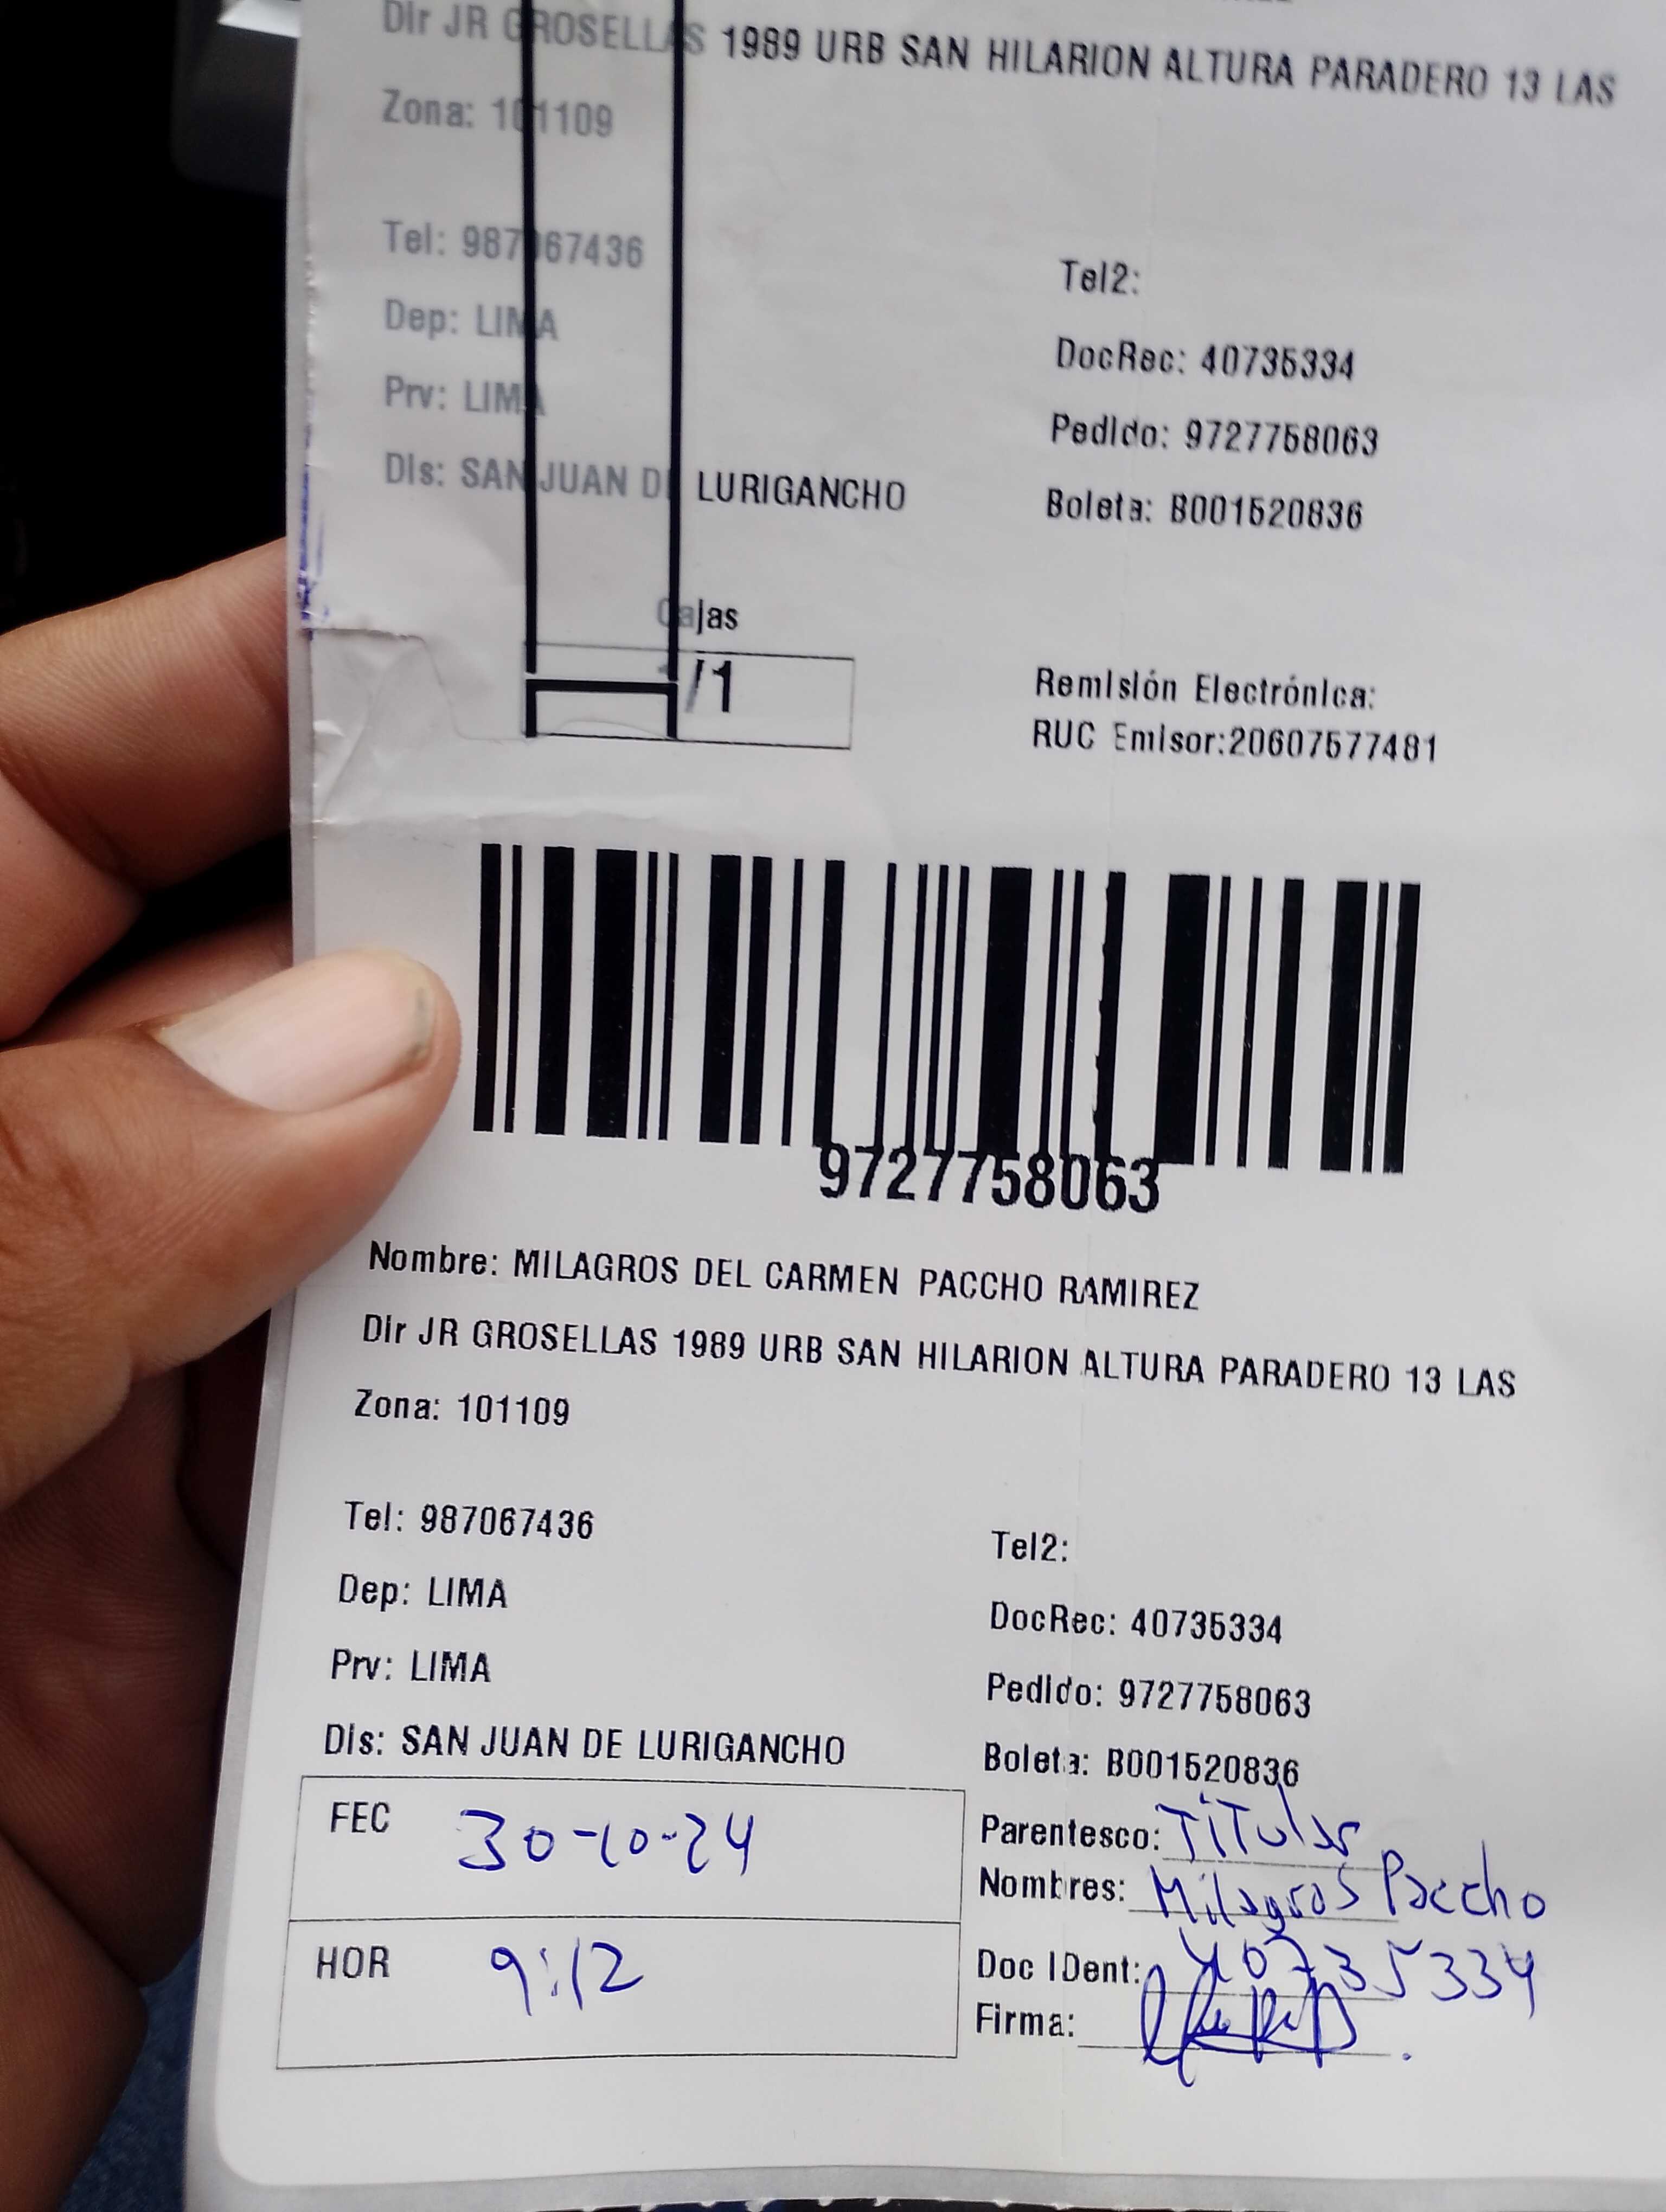 Dir JR GROSELLAS 1989 URB SAN HILARION ALTURA PARADERO 13 LAS
Zona: 101109
Tel: 987067436
Tel2:
Dep: LIMA
DocRec: 40735334
Prv: LIMA
Pedido: 9727758063
Dis: SAN JUAN DE LURIGANCHO
Boleta: B001520836
Cajas
/1
Remisión Electrónica:
RUC Emisor:20607577481
9727758063
Nombre: MILAGROS DEL CARMEN PACCHO RAMIREZ
Dir JR GROSELLAS 1989 URB SAN HILARION ALTURA PARADERO 13 LAS
Zona: 101109
Tel: 987067436
Tel2:
Dep: LIMA
DocRec: 40735334
Prv: LIMA
Pedido: 9727758063
Dis: SAN JUAN DE LURIGANCHO
Boleta: B001520836
FEC 30-10-24
Parentesco: Titular
Nombres: Milagros Paccho
HOR 9:12
Doc IDent: 40735334
Firma: